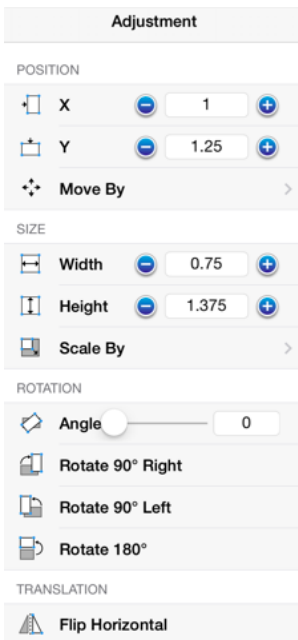 Adjustment
POSITION
X 1
Y 1.25
Move By
SIZE
Width 0.75
Height 1.375
Scale By
ROTATION
Angle 0
Rotate 90° Right
Rotate 90° Left
Rotate 180°
TRANSLATION
Flip Horizontal